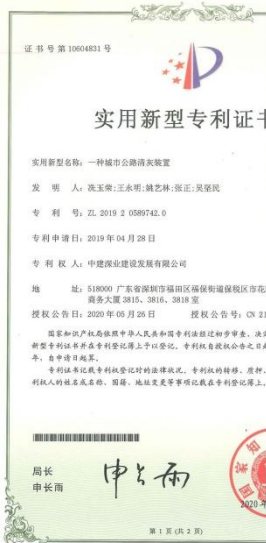 证书号第10604831号
实用新型专利证书
实用新型名称：一种城市公路清灰装置
发明人：冼玉荣;王永明;姚艺林;张正;吴堡民
专利号：ZL 2019 2 0589742.0
专利申请日：2019年04月28日
专利权人：中建深业建设发展有限公司
地址：518000 广东省深圳市福田区福保街道保税区市花
商务大厦3815、3816、3818室
授权公告日：2020年05月26日 授权公告号：CN 21
国家知识产权局依照中华人民共和国专利法经过初步审查，决
新型专利证书并在专利登记簿上予以登记。专利权自授权公告之日
年，自申请日起算。
专利证书记载专利权登记时的法律状况。专利权的转移、质押、
利权人的姓名或名称、国籍、地址变更等事项记载在专利登记簿上。
局长
申长雨
申长雨
国家知
2020
第 1 页 (共 2 页)